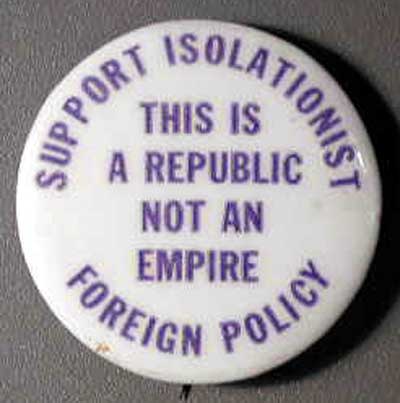 SUPPORT ISOLATIONIST
THIS IS
A REPUBLIC
NOT AN
EMPIRE
FOREIGN POLICY